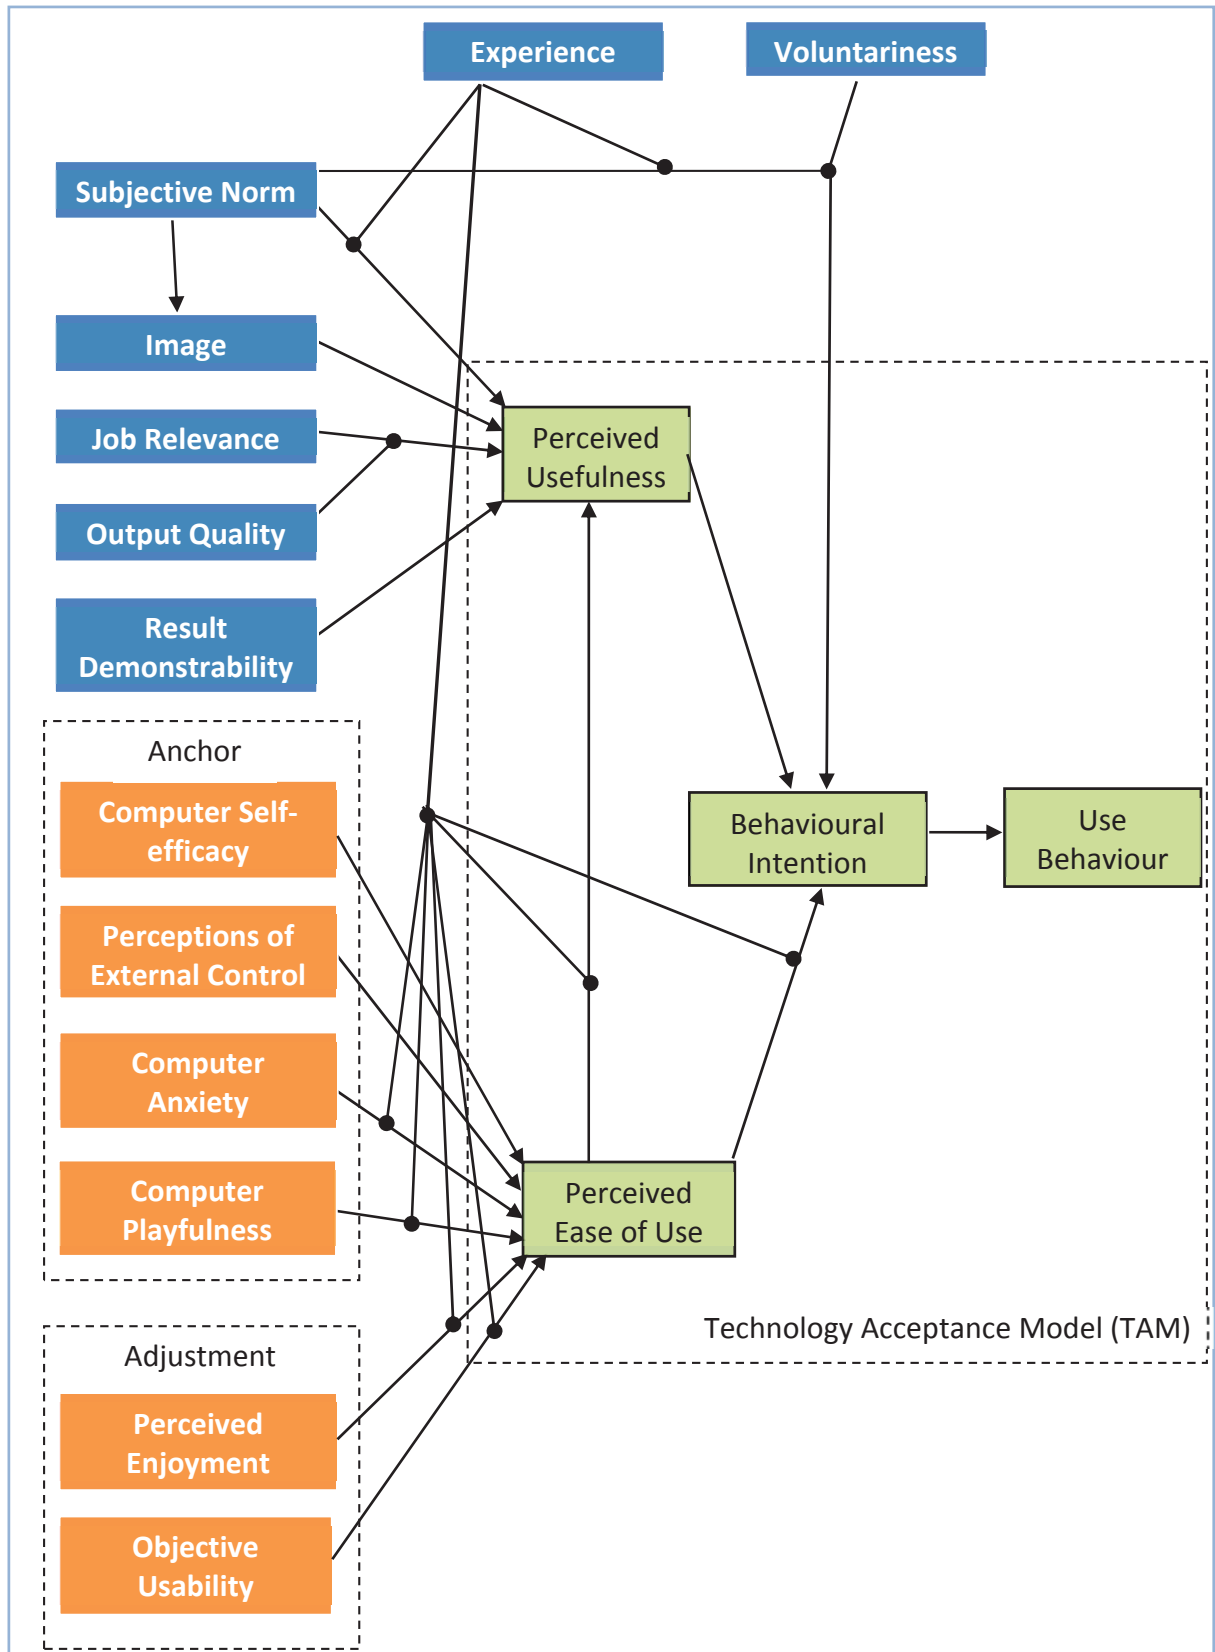 Experience
Voluntariness
Subjective Norm
Image
Job Relevance
Output Quality
Result
Demonstrability
Perceived
Usefulness
Anchor
Computer Self-
efficacy
Perceptions of
External Control
Computer
Anxiety
Computer
Playfulness
Behavioural
Intention
Use
Behaviour
Perceived
Ease of Use
Technology Acceptance Model (TAM)
Adjustment
Perceived
Enjoyment
Objective
Usability